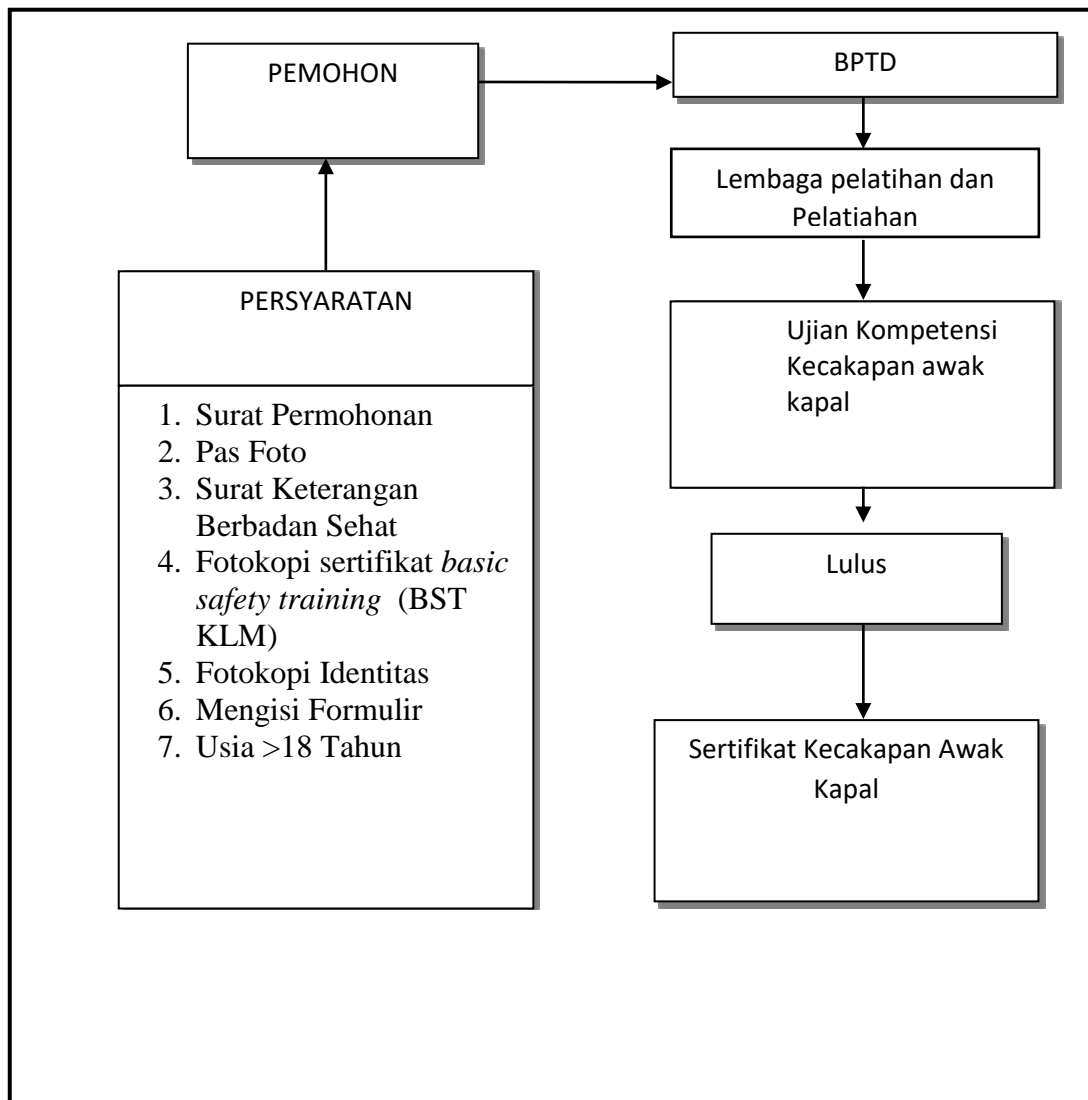 PEMOHON
BPTD
Lembaga pelatihan dan
Pelatiahan
PERSYARATAN
1. Surat Permohonan
2. Pas Foto
3. Surat Keterangan
Berbadan Sehat
4. Fotokopi sertifikat basic
safety training (BST
KLM)
5. Fotokopi Identitas
6. Mengisi Formulir
7. Usia >18 Tahun
Ujian Kompetensi
Kecakapan awak
kapal
Lulus
Sertifikat Kecakapan Awak
Kapal